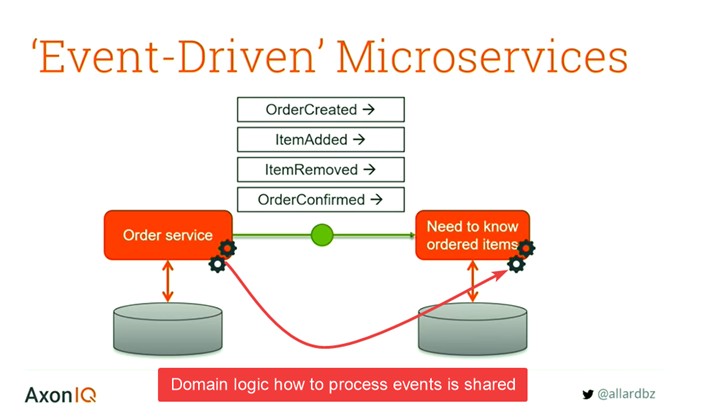 ‘Event-Driven’ Microservices
OrderCreated →
ItemAdded →
ItemRemoved →
OrderConfirmed →
Order service
Need to know
ordered items
Domain logic how to process events is shared
AxonIQ
@allardbz